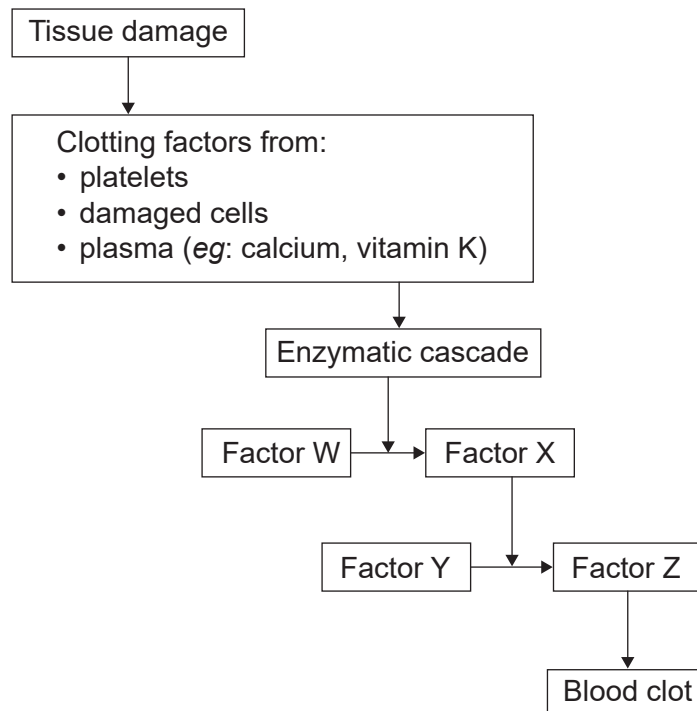 Tissue damage
Clotting factors from:
• platelets
• damaged cells
• plasma (eg: calcium, vitamin K)
Enzymatic cascade
Factor W
Factor X
Factor Y
Factor Z
Blood clot